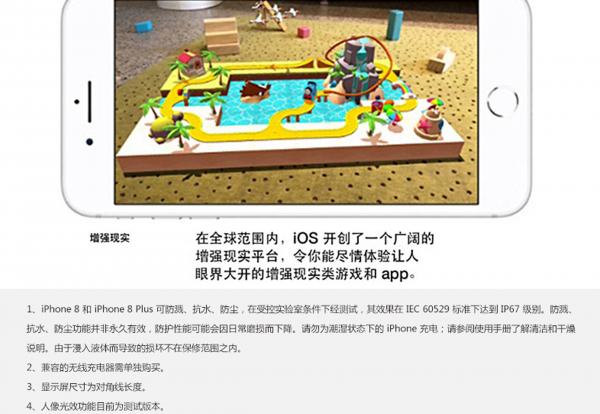 增强现实
在全球范围内，iOS 开创了一个广阔的
增强现实平台，令你能尽情体验让人
眼界大开的增强现实类游戏和 app。
1、iPhone 8 和 iPhone 8 Plus 可防溅、抗水、防尘，在受控实验室条件下经测试，其效果在 IEC 60529 标准下达到 IP67 级别。防溅、
抗水、防尘功能并非永久有效，防护性能可能会因日常磨损而下降。请勿为潮湿状态下的 iPhone 充电；请参阅使用手册了解清洁和干燥
说明。由于浸入液体而导致的损坏不在保修范围之内。
2、兼容的无线充电器需单独购买。
3、显示屏尺寸为对角线长度。
4、人像光效功能目前为测试版本。